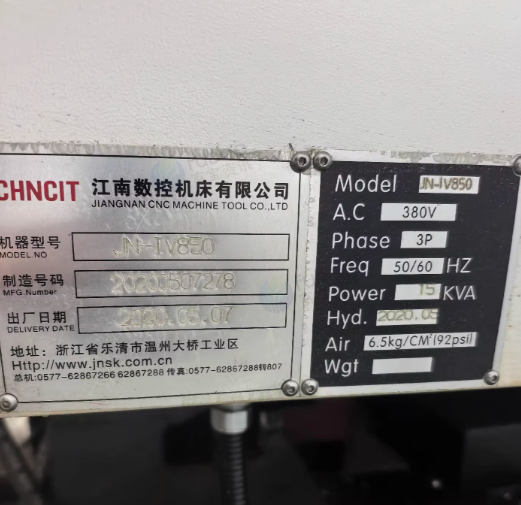 CHNCIT 江南数控机床有限公司
JIANGNAN CNC MACHINE TOOL CO.,LTD
机器型号 JN-IV850
MODEL NO
制造号码 20200507278
MFG.Number
出厂日期 2020.05.07
DELIVERY DATE
地址: 浙江省乐清市温州大桥工业区
Http://www.jnsk.com.cn
总机:0577-62867266 62867288 传真:0577-62867288转807
Model JN-IV850
A.C 380V
Phase 3P
Freq 50/60 HZ
Power 15 KVA
Hyd. 2020.05
Air 6.5kg/CM²(92psi)
Wgt